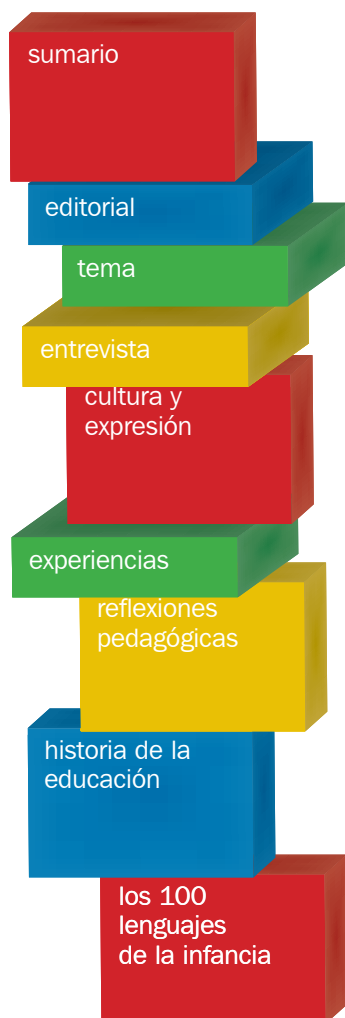 sumario
editorial
tema
entrevista
cultura y
expresión
experiencias
reflexiones
pedagógicas
historia de la
educación
los 100
lenguajes
de la infancia